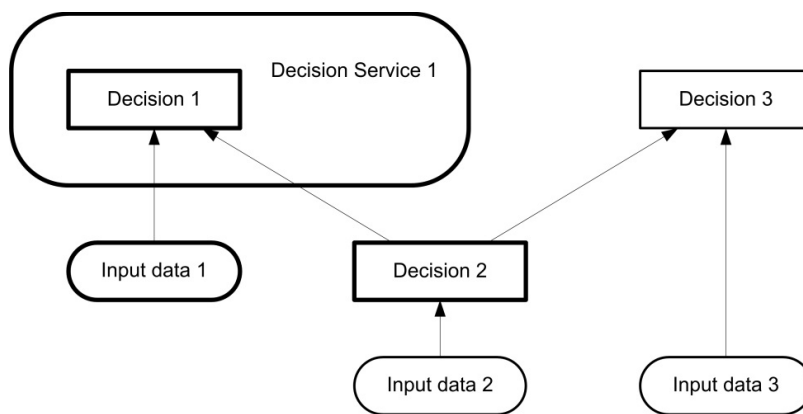 Decision Service 1
Decision 1
Decision 3
Input data 1
Decision 2
Input data 2
Input data 3